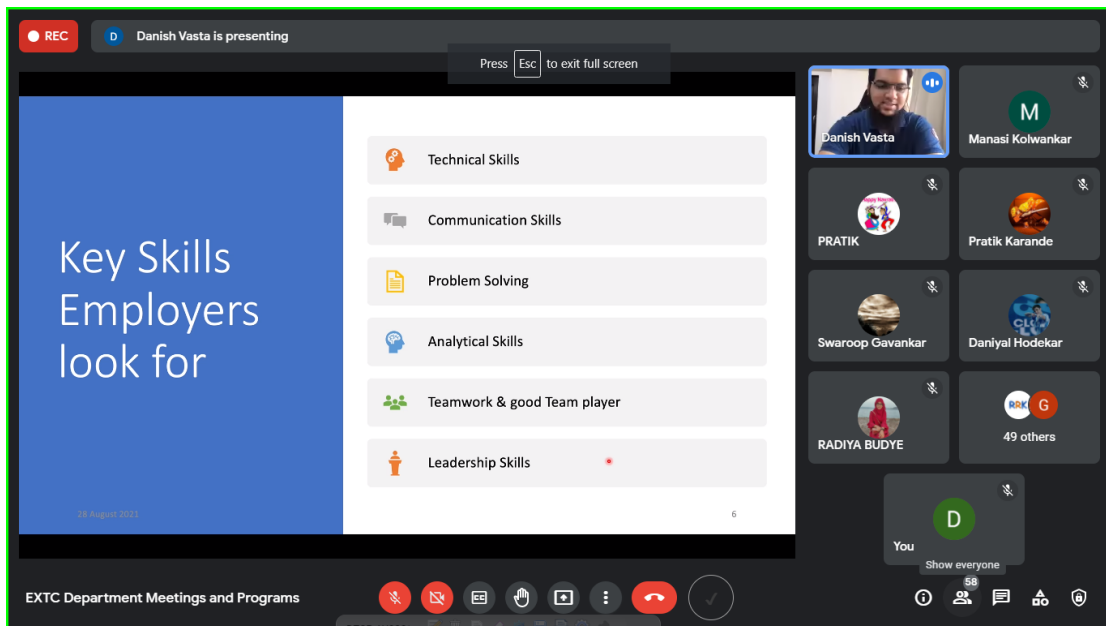 REC
D Danish Vasta is presenting
Press Esc to exit full screen
Key Skills
Employers
look for
Technical Skills
Communication Skills
Problem Solving
Analytical Skills
Teamwork & good Team player
Leadership Skills
28 August 2021
6
Danish Vasta
M
Manasi Kolwankar
PRATIK
Pratik Karande
Swaroop Gavankar
Daniyal Hodekar
RADIYA BUDYE
RRK G
49 others
D
You
Show everyone
58
EXTC Department Meetings and Programs
CC